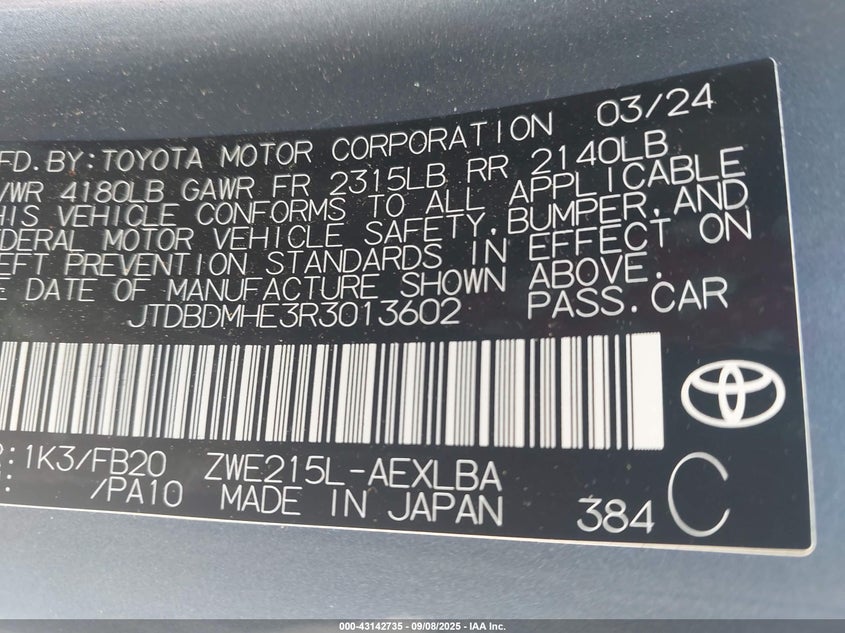 03/24
FD. BY: TOYOTA MOTOR CORPORATION
/WR 4180LB GAWR FR 2315LB RR 2140LB
HIS VEHICLE CONFORMS TO ALL APPLICABLE
EDERAL MOTOR VEHICLE SAFETY, BUMPER, AND
EFT PREVENTION STANDARDS IN EFFECT ON
E DATE OF MANUFACTURE SHOWN ABOVE.
JTDBDMHE3R3013602 PASS. CAR
:1K3/FB20 ZWE215L-AEXLBA
: /PA10 MADE IN JAPAN 384 C
000-43142735 - 09/08/2025 - IAA Inc.